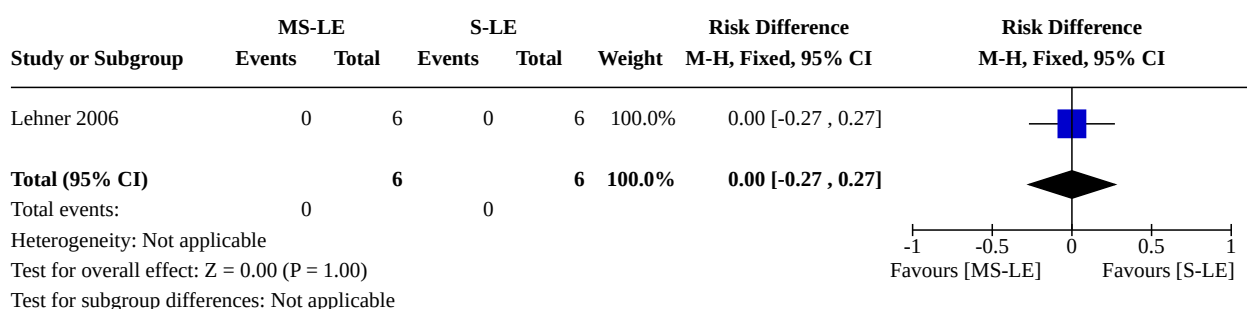 MS-LE S-LE Risk Difference Risk Difference
Study or Subgroup Events Total Events Total Weight M-H, Fixed, 95% CI M-H, Fixed, 95% CI
Lehner 2006 0 6 0 6 100.0% 0.00 [-0.27 , 0.27]
Total (95% CI) 6 6 100.0% 0.00 [-0.27 , 0.27]
Total events: 0 0
Heterogeneity: Not applicable
-1 -0.5 0 0.5 1
Test for overall effect: Z = 0.00 (P = 1.00) Favours [MS-LE] Favours [S-LE]
Test for subgroup differences: Not applicable